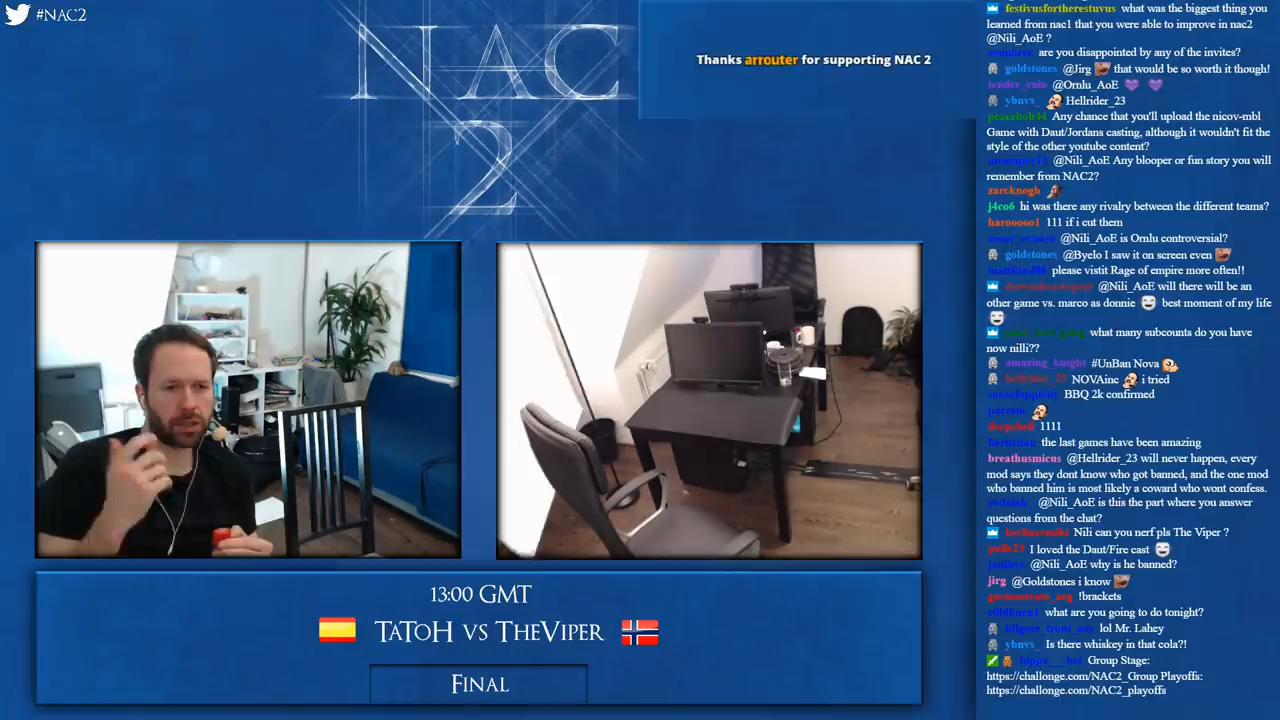 #NAC2
NAC
2
Thanks arrouter for supporting NAC 2
13:00 GMT
TaToH vs TheViper
Final
festivusfortherestuvus what was the biggest thing you
learned from nac1 that you were able to improve in nac2
@Nili_AoE ?
are you disappointed by any of the invites?
goldstones @Jirg that would be so worth it though!
tender_rain @Ornlu_AoE
ybnvs_ Hellrider_23
peacebob44 Any chance that you'll upload the nicov-mbl
Game with Daut/Jordans casting, although it wouldn't fit the
style of the other youtube content?
@Nili_AoE Any blooper or fun story you will
remember from NAC2?
zarcknogh
j4co6 hi was there any rivalry between the different teams?
harooooo1 111 if i cut them
@Nili_AoE is Ornlu controversial?
goldstones @Byelo I saw it on screen even
please vistit Rage of empire more often!!
@Nili_AoE will there will be an
other game vs. marco as donnie best moment of my life
what many subcounts do you have
now nilli??
amazing_knight #UnBan Nova
hellrider_23 NOVAinc i tried
BBQ 2k confirmed
deepshell 1111
the last games have been amazing
breathusmicus @Hellrider_23 will never happen, every
mod says they dont know who got banned, and the one mod
who banned him is most likely a coward who wont confess.
@Nili_AoE is this the part where you answer
questions from the chat?
Nili can you nerf pls The Viper ?
I loved the Daut/Fire cast
@Nili_AoE why is he banned?
jirg @Goldstones i know
!brackets
what are you going to do tonight?
lol Mr. Lahey
ybnvs_ Is there whiskey in that cola?!
Group Stage:
https://challonge.com/NAC2_Group Playoffs:
https://challonge.com/NAC2_playoffs